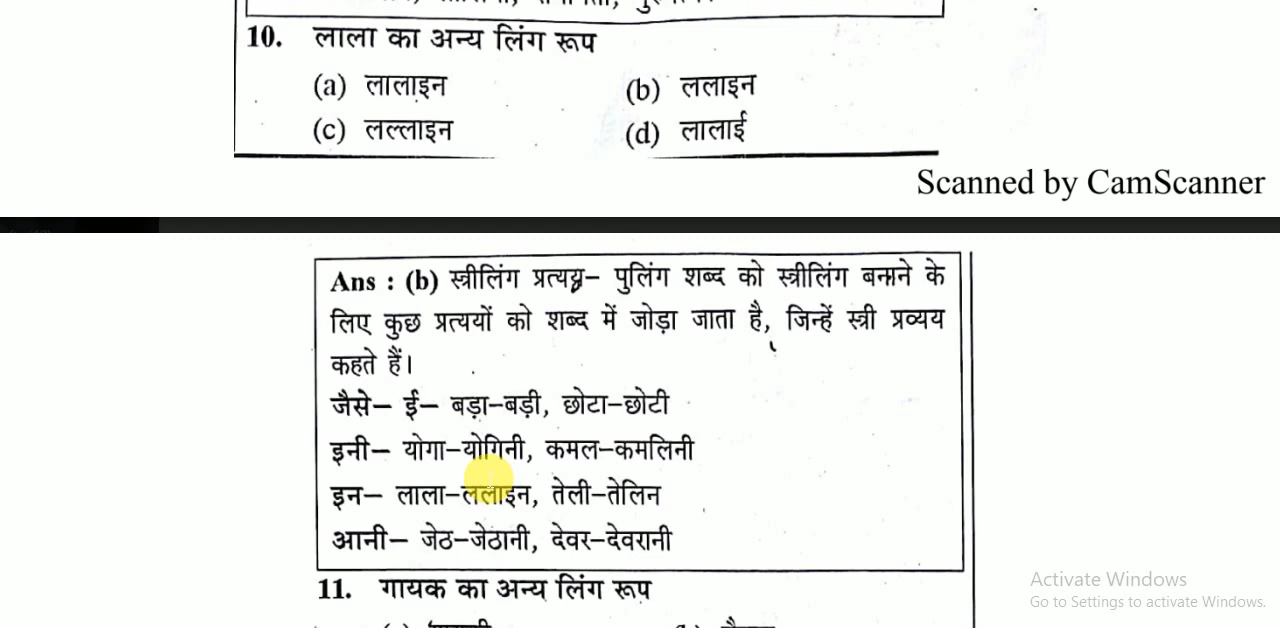 10. लाला का अन्य लिंग रूप
(a) लालाइन (b) ललाइन
(c) लल्लाइन (d) लालाई
Scanned by CamScanner
Ans : (b) स्त्रीलिंग प्रत्यय– पुलिंग शब्द को स्त्रीलिंग बनाने के
लिए कुछ प्रत्ययों को शब्द में जोड़ा जाता है, जिन्हें स्त्री प्रव्यय
कहते हैं।
जैसे– ई– बड़ा–बड़ी, छोटा–छोटी
इनी– योगा–योगिनी, कमल–कमलिनी
इन– लाला–ललाइन, तेली–तेलिन
आनी– जेठ–जेठानी, देवर–देवरानी
11. गायक का अन्य लिंग रूप
Activate Windows
Go to Settings to activate Windows.